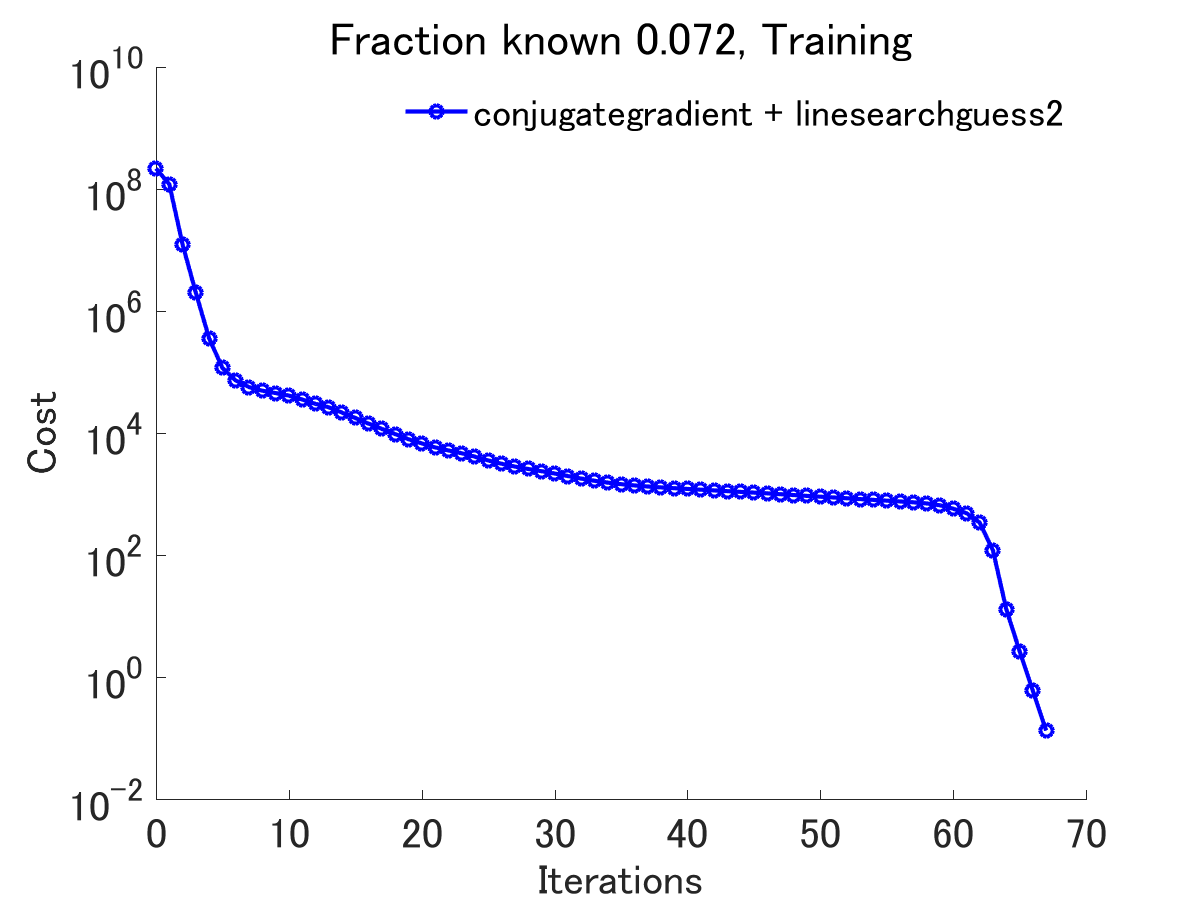 Fraction known 0.072, Training
conjugategradient + linesearchguess2
10^10
10^8
10^6
10^4
10^2
10^0
10^-2
Cost
0 10 20 30 40 50 60 70
Iterations